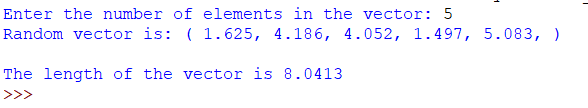 Enter the number of elements in the vector: 5
Random vector is: ( 1.625, 4.186, 4.052, 1.497, 5.083, )
The length of the vector is 8.0413
>>>